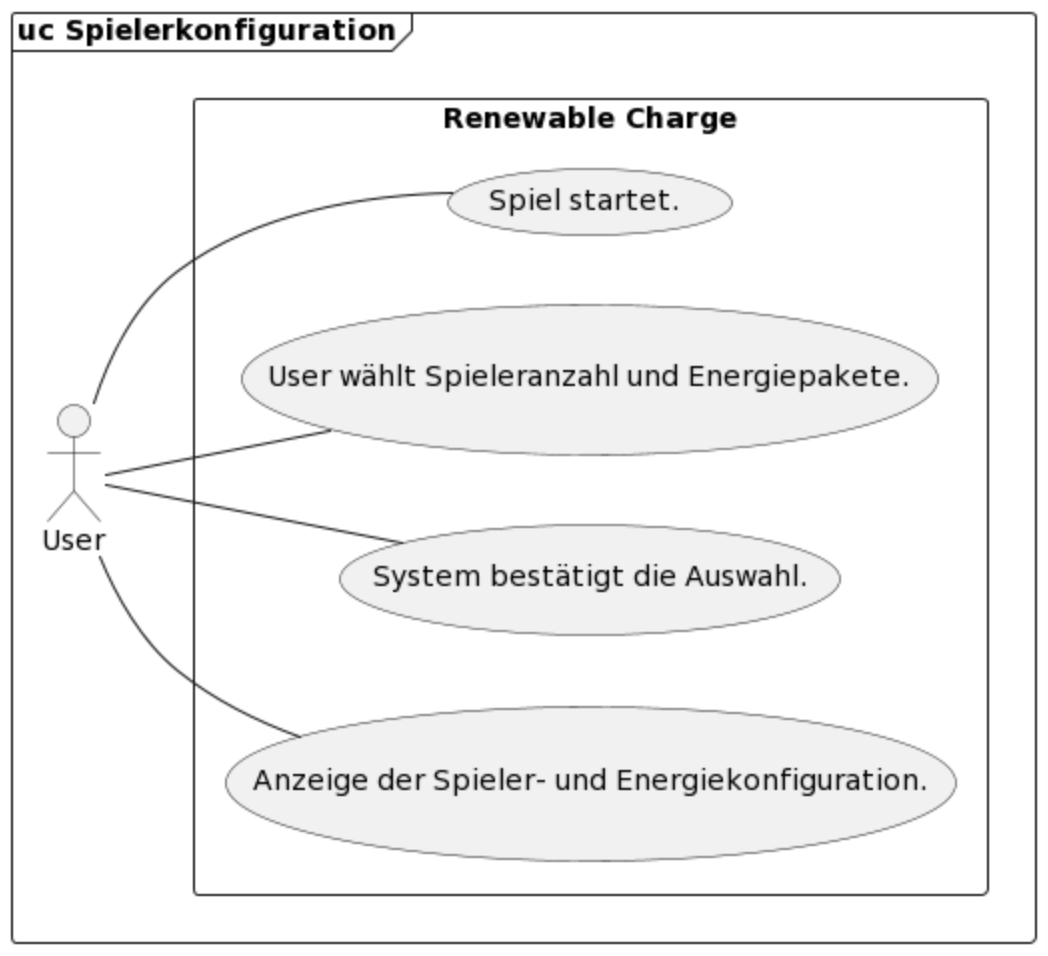 uc Spielerkonfiguration
Renewable Charge
Spiel startet.
User wählt Spieleranzahl und Energiepakete.
User
System bestätigt die Auswahl.
Anzeige der Spieler- und Energiekonfiguration.